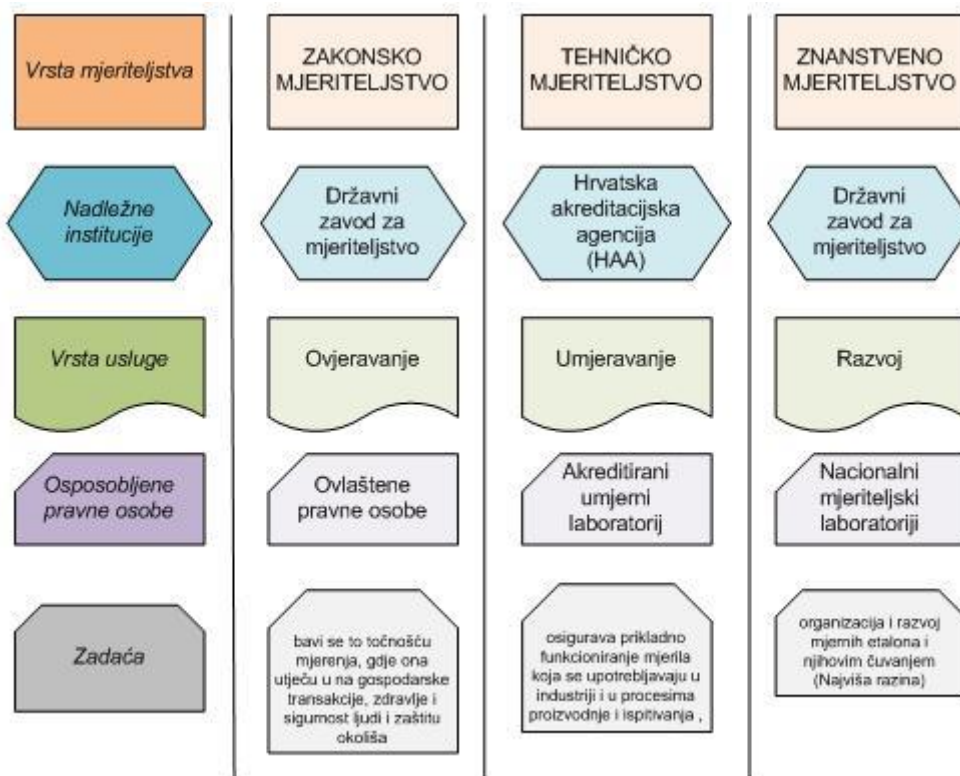 Vrsta mjeriteljstva
ZAKONSKO
MJERITELJSTVO
TEHNIČKO
MJERITELJSTVO
ZNANSTVENO
MJERITELJSTVO
Nadležne
institucije
Državni
zavod za
mjeriteljstvo
Hrvatska
akreditacijska
agencija
(HAA)
Državni
zavod za
mjeriteljstvo
Vrsta usluge
Ovjeravanje
Umjeravanje
Razvoj
Osposobljene
pravne osobe
Ovlaštene
pravne osobe
Akreditirani
umjerni
laboratorij
Nacionalni
mjeriteljski
laboratoriji
Zadaća
bavi se to točnošću
mjerenja, gdje ona
utječu u na gospodarske
transakcije, zdravlje i
sigurnost ljudi i zaštitu
okoliša
osigurava prikladno
funkcioniranje mjerila
koja se upotrebljavaju u
industriji i u procesima
proizvodnje i ispitivanja ,
organizacija i razvoj
mjernih etalona i
njihovim čuvanjem
(Najviša razina)